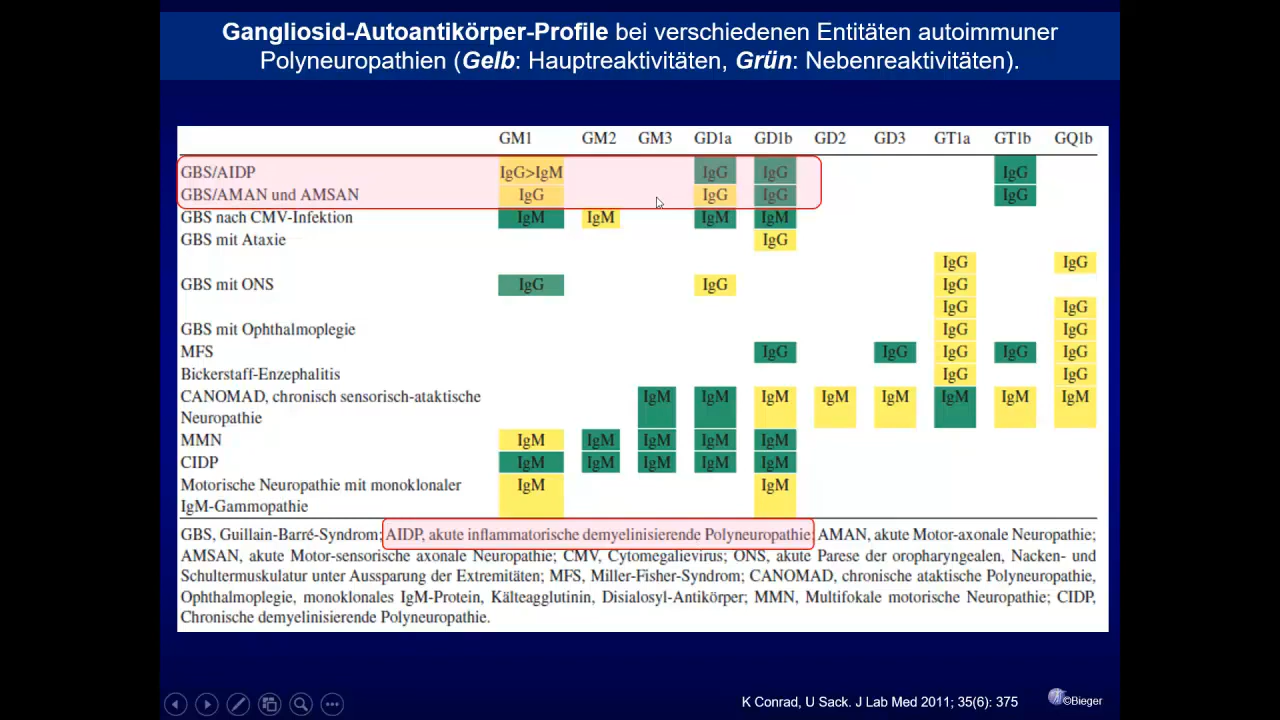 Gangliosid-Autoantikörper-Profile bei verschiedenen Entitäten autoimmuner
Polyneuropathien (Gelb: Hauptreaktivitäten, Grün: Nebenreaktivitäten).
GM1 GM2 GM3 GD1a GD1b GD2 GD3 GT1a GT1b GQ1b
GBS/AIDP IgG>IgM IgG IgG IgG
GBS/AMAN und AMSAN IgG IgG IgG IgG
GBS nach CMV-Infektion IgM IgM IgM IgM
GBS mit Ataxie IgG
IgG IgG
GBS mit ONS IgG IgG IgG
IgG IgG
GBS mit Ophthalmoplegie IgG IgG
MFS IgG IgG IgG IgG IgG
Bickerstaff-Enzephalitis IgG IgG
CANOMAD, chronisch sensorisch-ataktische IgM IgM IgM IgM IgM IgM IgM IgM
Neuropathie
MMN IgM IgM IgM IgM IgM
CIDP IgM IgM IgM IgM IgM
Motorische Neuropathie mit monoklonaler IgM IgM
IgM-Gammopathie
GBS, Guillain-Barré-Syndrom; AIDP, akute inflammatorische demyelinisierende Polyneuropathie; AMAN, akute Motor-axonale Neuropathie;
AMSAN, akute Motor-sensorische axonale Neuropathie; CMV, Cytomegalievirus; ONS, akute Parese der oropharyngealen, Nacken- und
Schultermuskulatur unter Aussparung der Extremitäten; MFS, Miller-Fisher-Syndrom; CANOMAD, chronische ataktische Polyneuropathie,
Ophthalmoplegie, monoklonales IgM-Protein, Kälteagglutinin, Disialosyl-Antikörper; MMN, Multifokale motorische Neuropathie; CIDP,
Chronische demyelinisierende Polyneuropathie.
K Conrad, U Sack. J Lab Med 2011; 35(6): 375
©Bieger